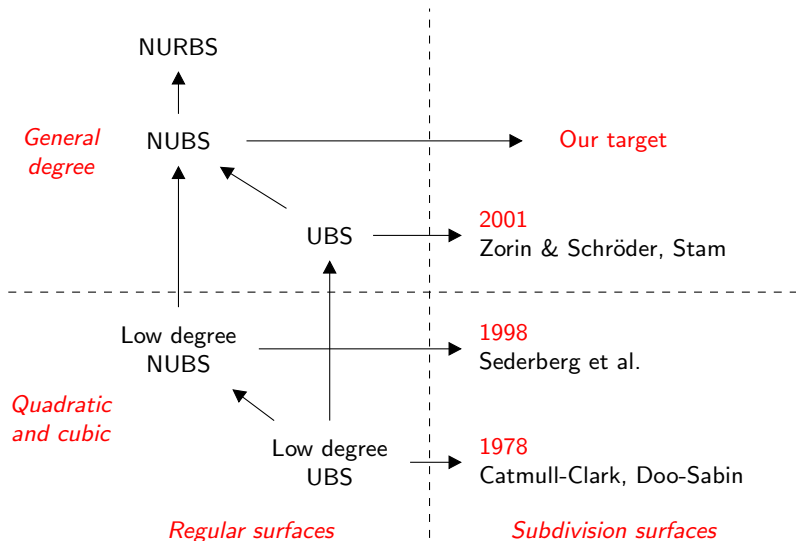 NURBS
General
degree
NUBS
Our target
UBS
2001
Zorin & Schröder, Stam
Low degree
NUBS
1998
Sederberg et al.
Quadratic
and cubic
Low degree
UBS
1978
Catmull-Clark, Doo-Sabin
Regular surfaces
Subdivision surfaces